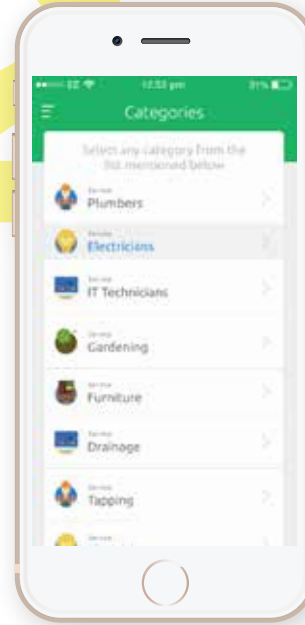 12:53 pm
Categories
Select any category from the
list mentioned below
Service
Plumbers
Service
Electricians
Service
IT Technicians
Service
Gardening
Service
Furniture
Service
Drainage
Service
Tapping
Service